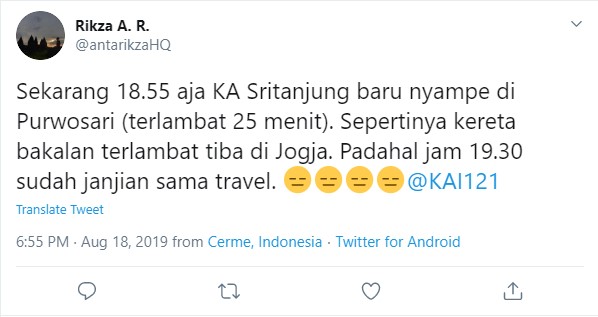 Rikza A. R.
@antarikzaHQ
Sekarang 18.55 aja KA Sritanjung baru nyampe di
Purwosari (terlambat 25 menit). Sepertinya kereta
bakalan terlambat tiba di Jogja. Padahal jam 19.30
sudah janjian sama travel. 😑😑😑😑@KAI121
Translate Tweet
6:55 PM · Aug 18, 2019 from Cerme, Indonesia · Twitter for Android